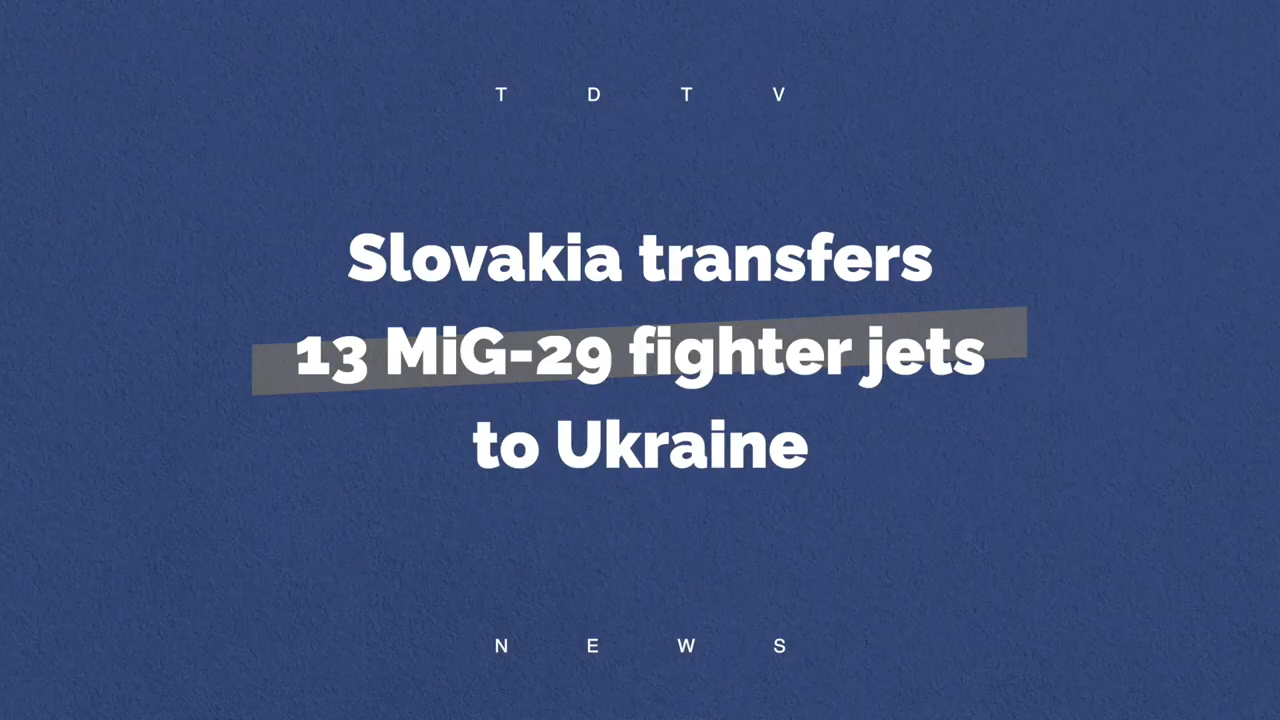 T D T V
Slovakia transfers
13 MiG-29 fighter jets
to Ukraine
N E W S